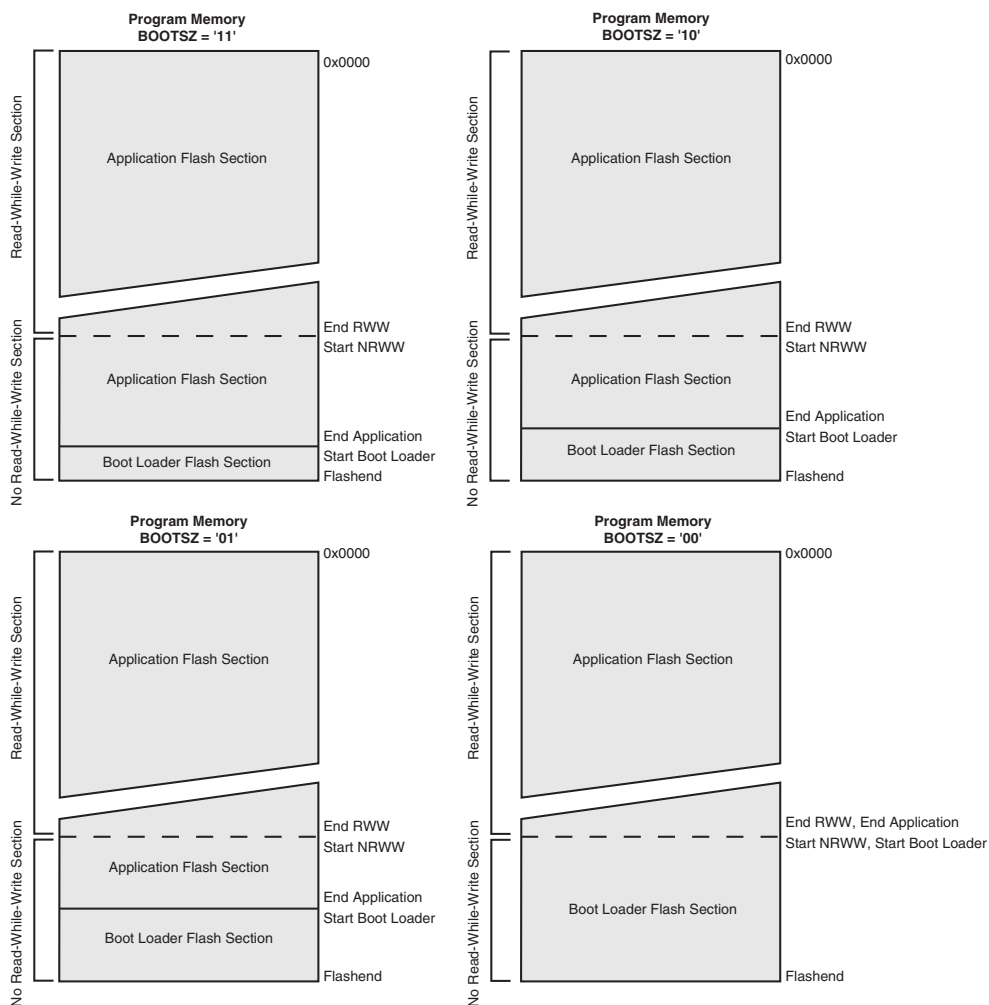 Program Memory
BOOTSZ = '11'
0x0000
Read-While-Write Section
Application Flash Section
End RWW
Start NRWW
No Read-While-Write Section
Application Flash Section
End Application
Start Boot Loader
Boot Loader Flash Section
Flashend
Program Memory
BOOTSZ = '10'
0x0000
Read-While-Write Section
Application Flash Section
End RWW
Start NRWW
No Read-While-Write Section
Application Flash Section
End Application
Start Boot Loader
Boot Loader Flash Section
Flashend
Program Memory
BOOTSZ = '01'
0x0000
Read-While-Write Section
Application Flash Section
End RWW
Start NRWW
No Read-While-Write Section
Application Flash Section
End Application
Start Boot Loader
Boot Loader Flash Section
Flashend
Program Memory
BOOTSZ = '00'
0x0000
Read-While-Write Section
Application Flash Section
End RWW, End Application
Start NRWW, Start Boot Loader
No Read-While-Write Section
Boot Loader Flash Section
Flashend